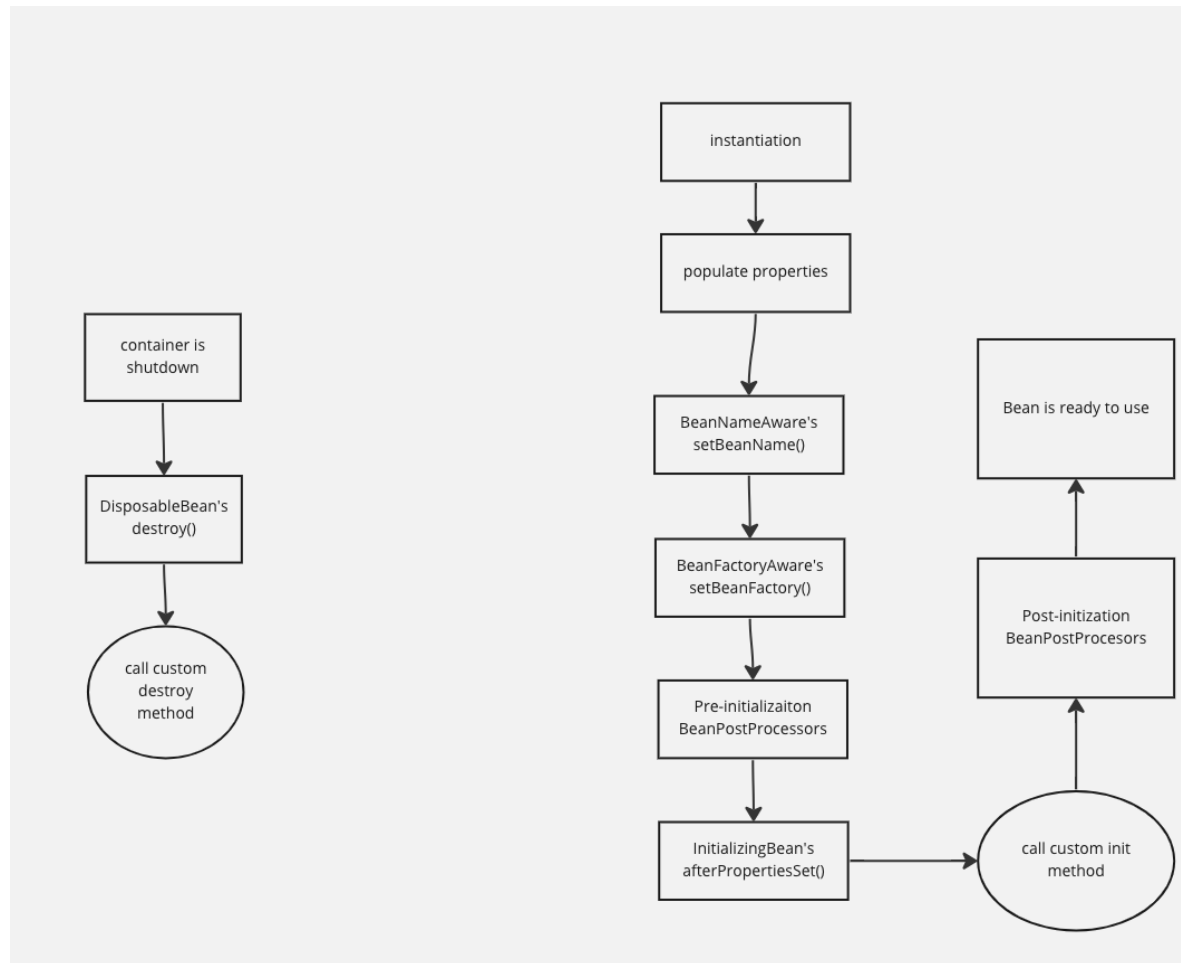 instantiation
populate properties
BeanNameAware's
setBeanName()
BeanFactoryAware's
setBeanFactory()
Pre-initializaiton
BeanPostProcessors
InitializingBean's
afterPropertiesSet()
call custom init
method
Post-initization
BeanPostProcesors
Bean is ready to use
container is
shutdown
DisposableBean's
destroy()
call custom
destroy
method